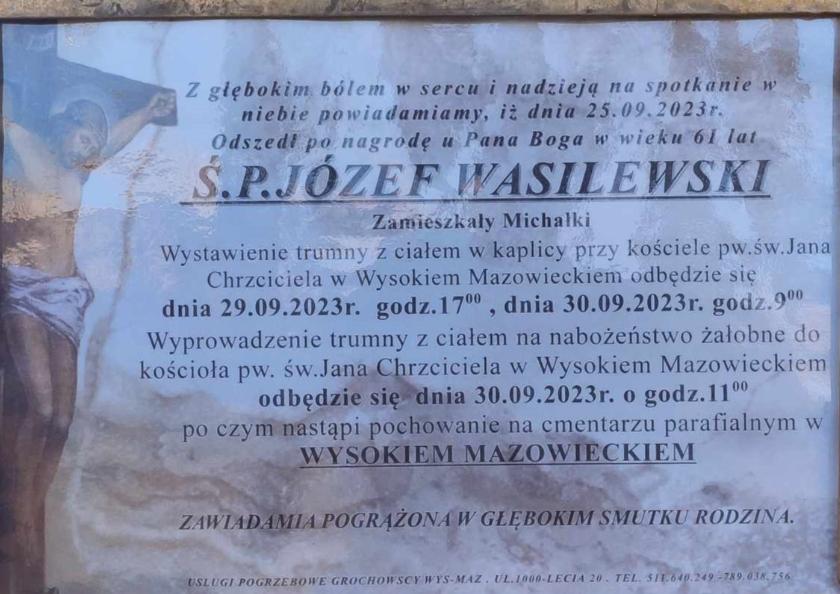 Z głębokim bólem w sercu i nadzieją na spotkanie w
niebie powiadamiamy, iż dnia 25.09.2023r.
Odszedł po nagrodę u Pana Boga w wieku 61 lat
Ś.P.JÓZEF WASILEWSKI
Zamieszkały Michałki
Wystawienie trumny z ciałem w kaplicy przy kościele pw.św.Jana
Chrzciciela w Wysokiem Mazowieckiem odbędzie się
dnia 29.09.2023r. godz.17⁰⁰ , dnia 30.09.2023r. godz.9⁰⁰
Wyprowadzenie trumny z ciałem na nabożeństwo żałobne do
kościoła pw. św.Jana Chrzciciela w Wysokiem Mazowieckiem
odbędzie się dnia 30.09.2023r. o godz.11⁰⁰
po czym nastąpi pochowanie na cmentarzu parafialnym w
WYSOKIEM MAZOWIECKIEM
ZAWIADAMIA POGRĄŻONA W GŁĘBOKIM SMUTKU RODZINA.
USŁUGI POGRZEBOWE GROCHOWSCY WYS-MAZ . UL.1000-LECIA 20 . TEL. 511.640.249 -789.038.756